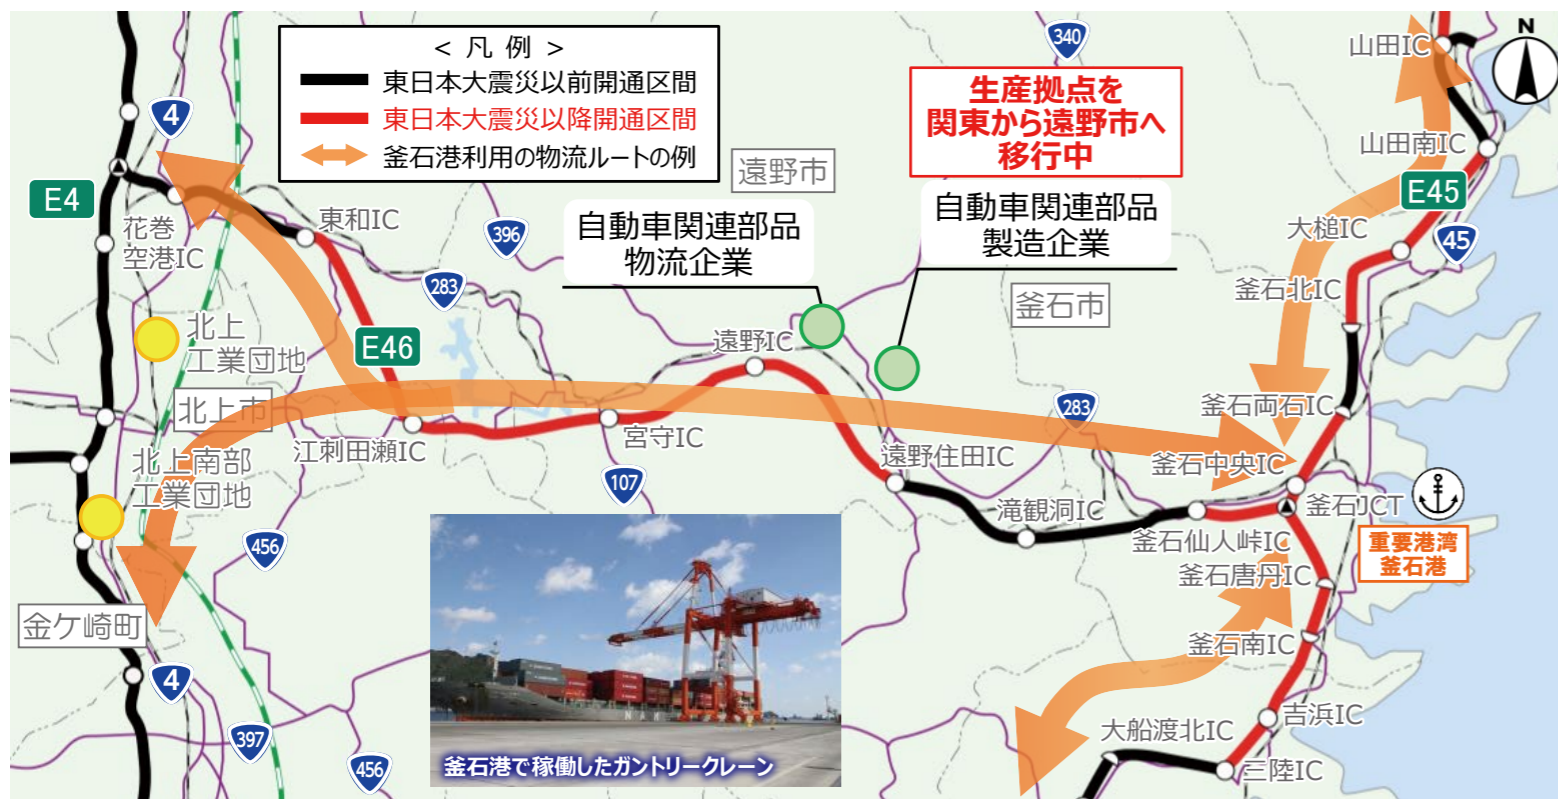 < 凡 例 >
東日本大震災以前開通区間
東日本大震災以降開通区間
釜石港利用の物流ルートの例
340
山田IC
N
4
生産拠点を
関東から遠野市へ
移行中
山田南IC
遠野市
E4
E45
花巻
空港IC
東和IC
396
自動車関連部品
物流企業
自動車関連部品
製造企業
大槌IC
45
283
釜石北IC
釜石市
北上
工業団地
E46
遠野IC
北上市
283
釜石両石IC
江刺田瀬IC
宮守IC
遠野住田IC
釜石中央IC
北上南部
工業団地
107
滝観洞IC
釜石JCT
456
釜石仙人峠IC
重要港湾
釜石港
釜石唐丹IC
金ケ崎町
釜石南IC
4
NAK
吉浜IC
397
大船渡北IC
456
釜石港で稼働したガントリークレーン
三陸IC